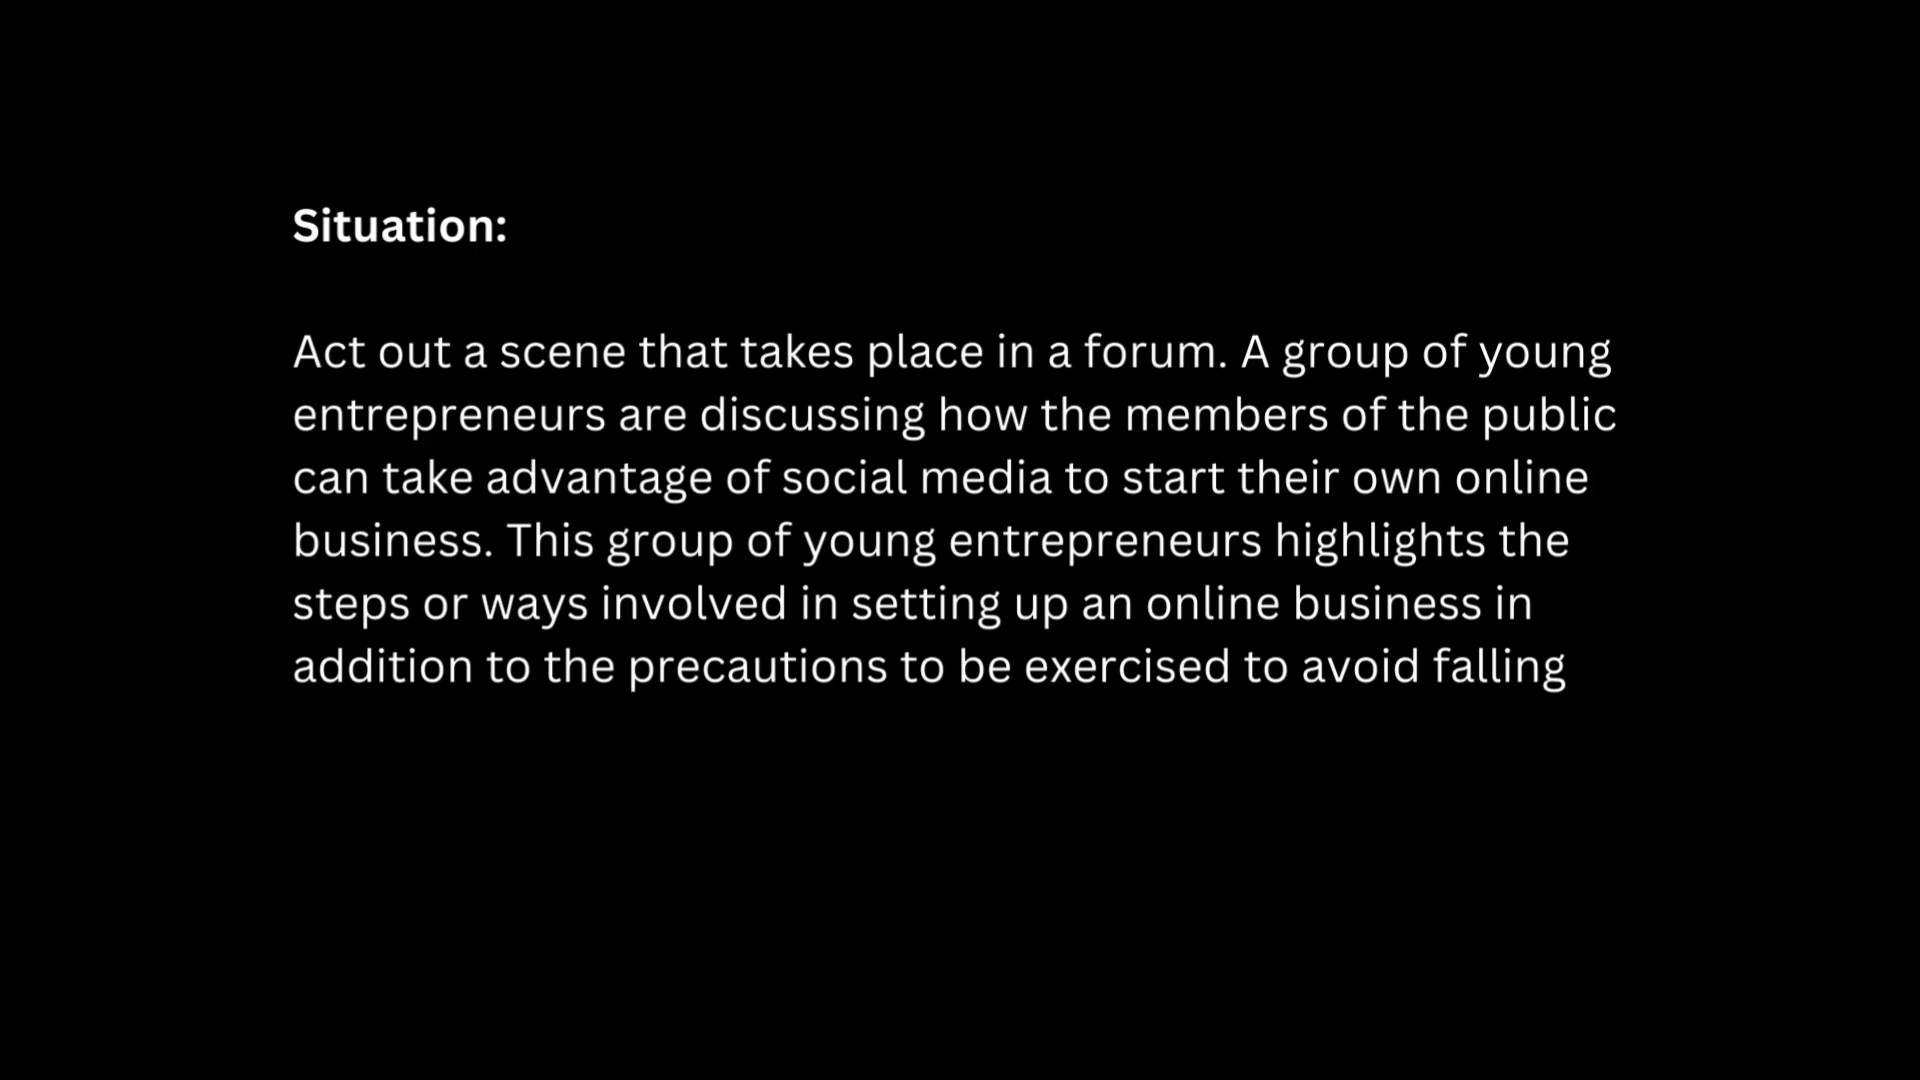 Situation:
Act out a scene that takes place in a forum. A group of young
entrepreneurs are discussing how the members of the public
can take advantage of social media to start their own online
business. This group of young entrepreneurs highlights the
steps or ways involved in setting up an online business in
addition to the precautions to be exercised to avoid falling